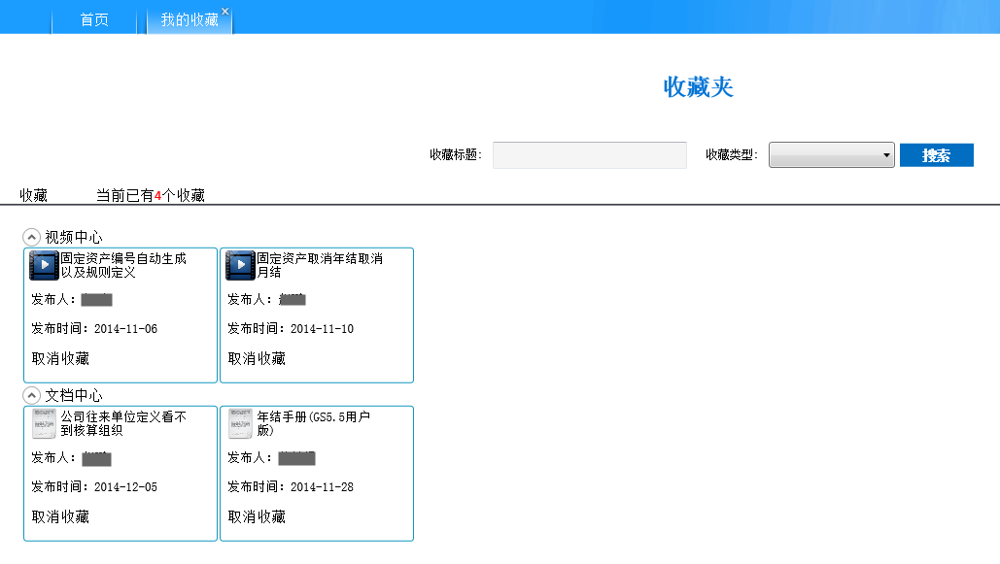 首页 我的收藏
收藏夹
收藏标题： 收藏类型： 搜索
收藏 当前已有4个收藏
视频中心
固定资产编号自动生成
以及规则定义
发布人：
发布时间：2014-11-06
取消收藏
固定资产取消年结取消
月结
发布人：
发布时间：2014-11-10
取消收藏
文档中心
公司往来单位定义看不
到核算组织
发布人：
发布时间：2014-12-05
取消收藏
年结手册(GS5.5用户
版)
发布人：
发布时间：2014-11-28
取消收藏